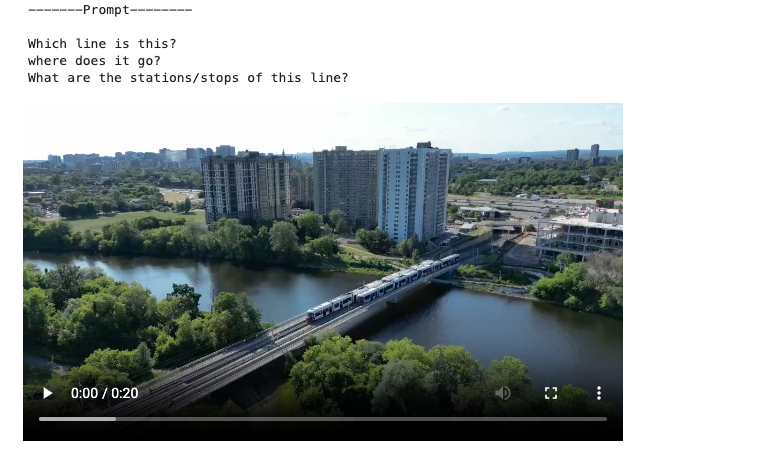 -------Prompt--------
Which line is this?
where does it go?
What are the stations/stops of this line?
0:00 / 0:20